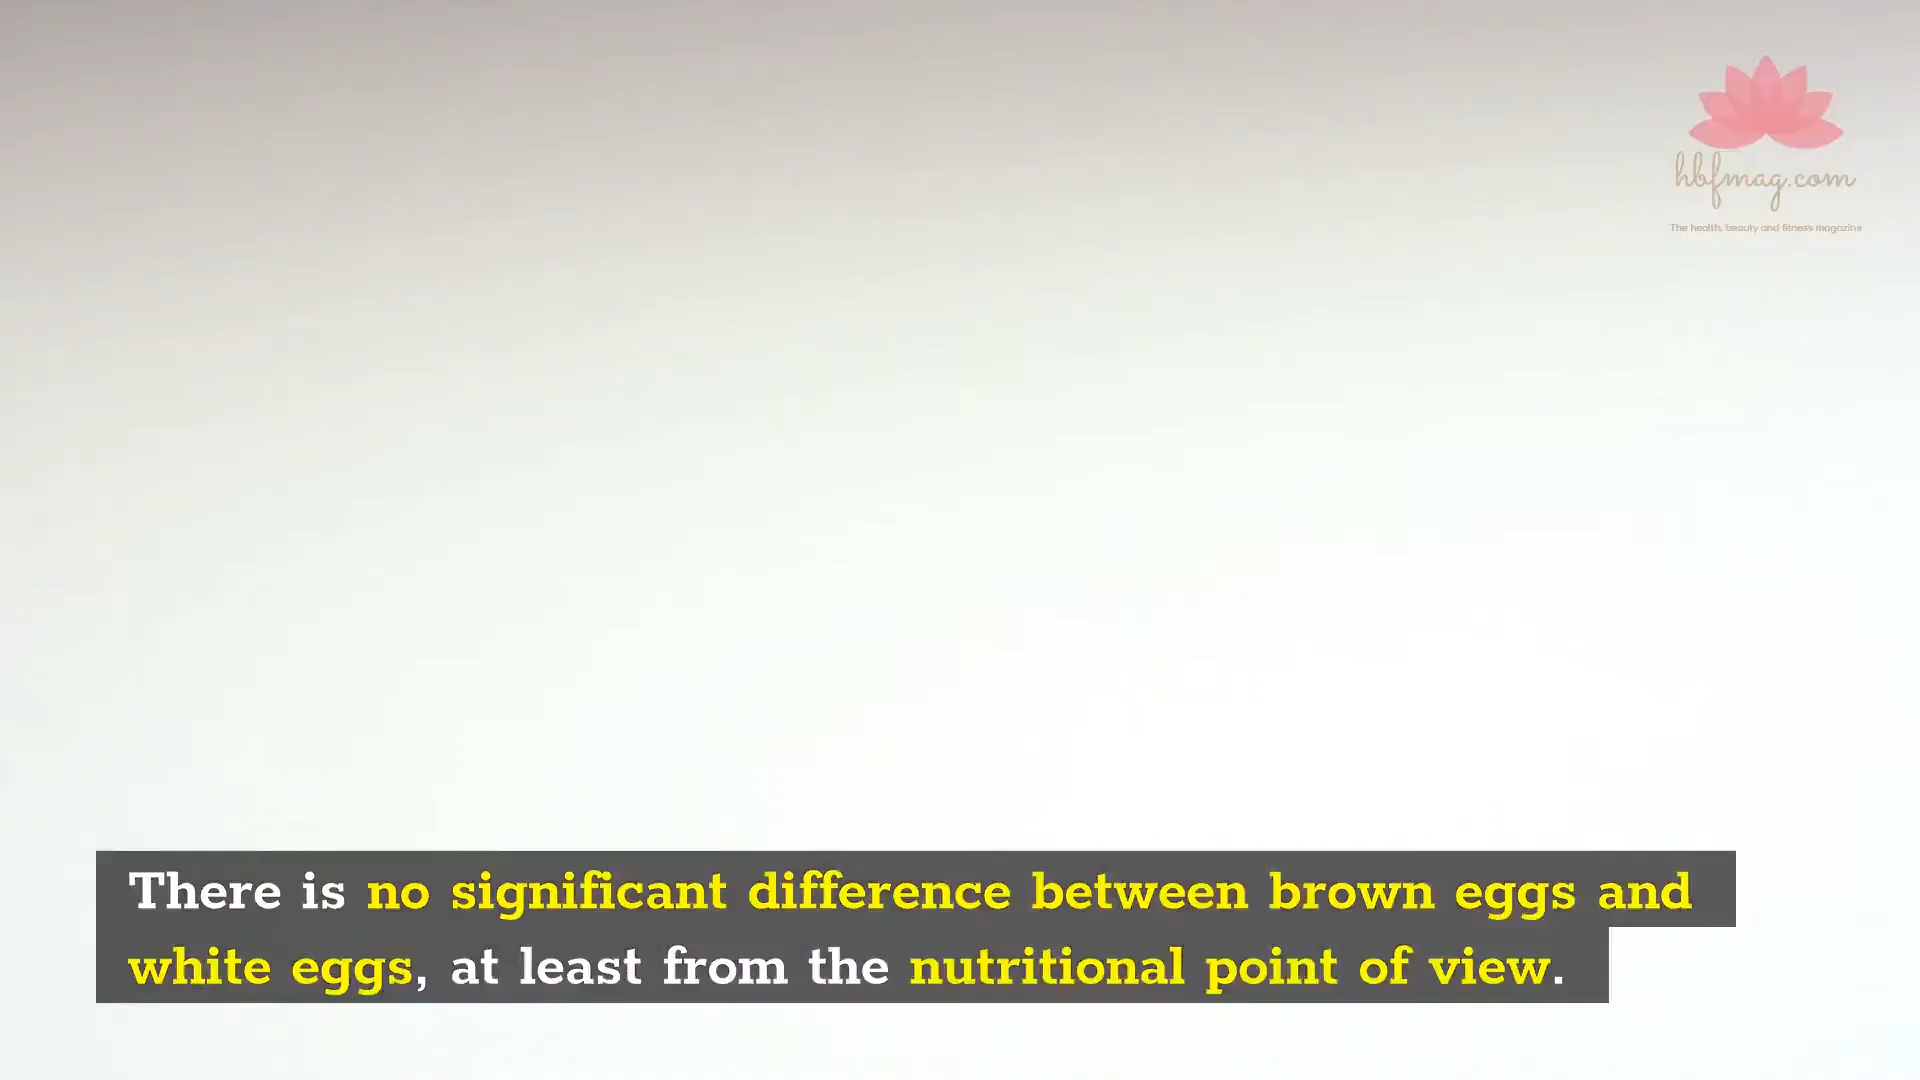 hbfmag.com
The health, beauty and fitness magazine
There is no significant difference between brown eggs and
white eggs, at least from the nutritional point of view.